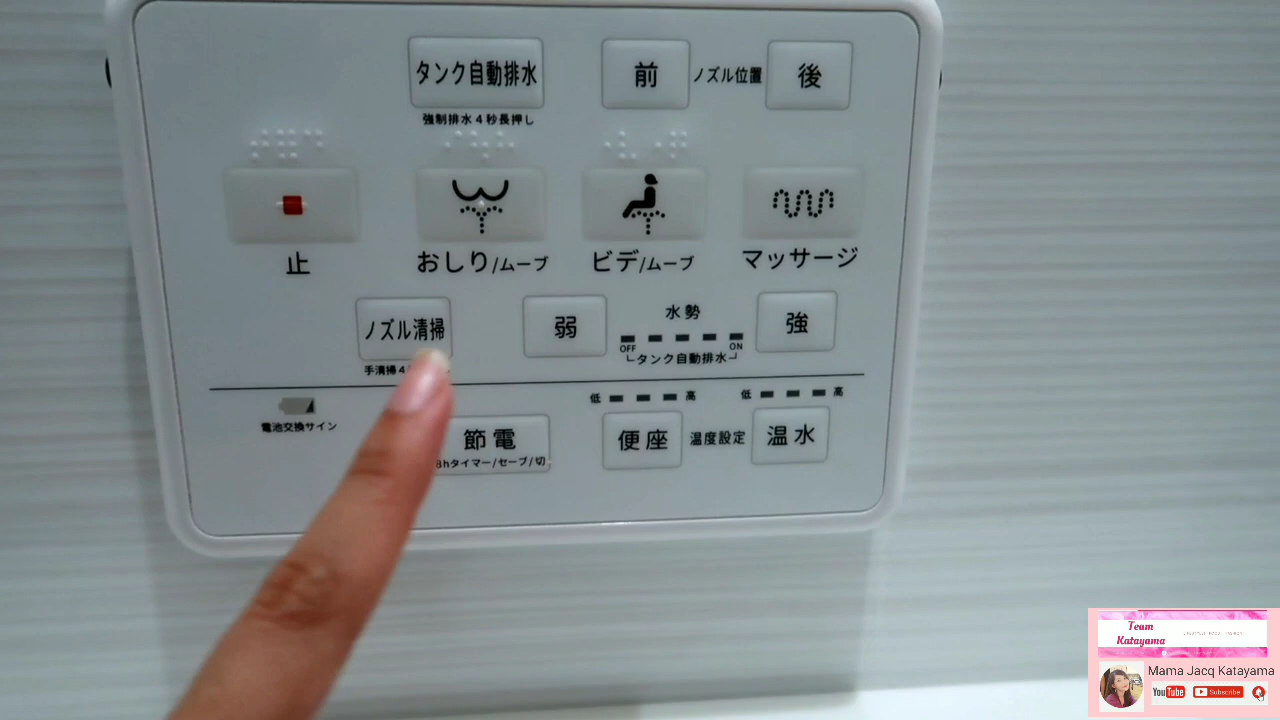 タンク自動排水
強制排水4秒長押し
前
ノズル位置
後
止
おしり/ムーブ
ビデ/ムーブ
マッサージ
ノズル清掃
手清掃4
弱
水勢
OFF
ON
タンク自動排水
強
電池交換サイン
節電
8hタイマー/セーブ/切
低
高
便座
温度設定
低
高
温水
Team
Katayama
Mama Jacq Katayama
YouTube
Subscribe